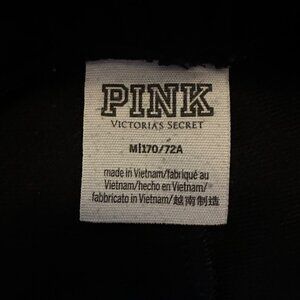 PINK
VICTORIA'S SECRET
M|170/72A
made in Vietnam/fabriqué au
Vietnam/hecho en Vietnam/
fabbricato in Vietnam/越南制造